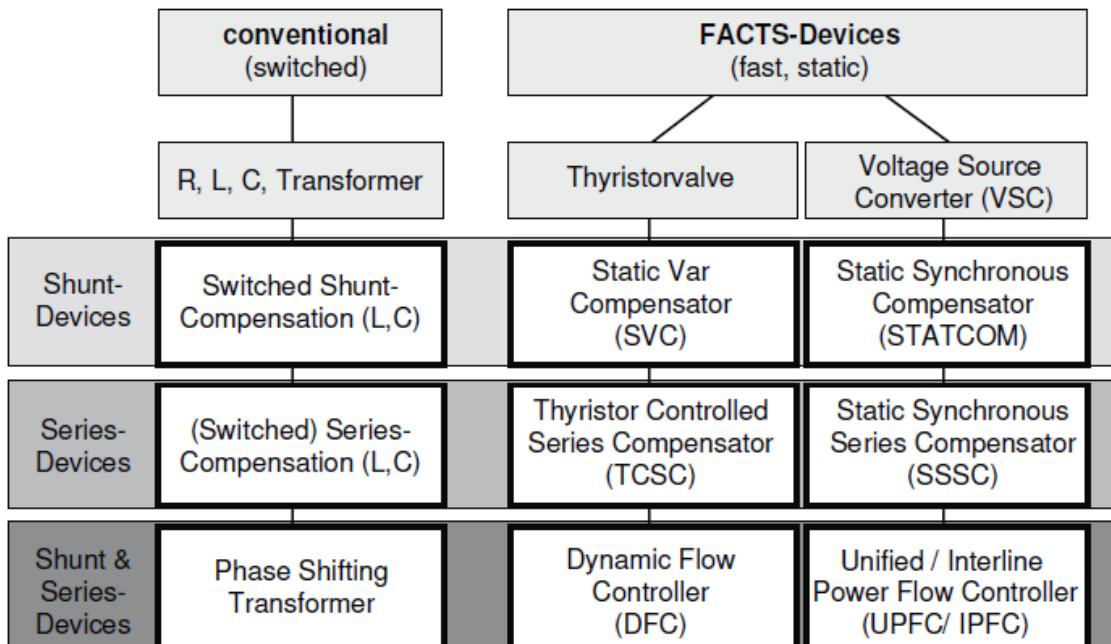 conventional
(switched)
FACTS-Devices
(fast, static)
R, L, C, Transformer
Thyristorvalve
Voltage Source
Converter (VSC)
Shunt-
Devices
Switched Shunt-
Compensation (L,C)
Static Var
Compensator
(SVC)
Static Synchronous
Compensator
(STATCOM)
Series-
Devices
(Switched) Series-
Compensation (L,C)
Thyristor Controlled
Series Compensator
(TCSC)
Static Synchronous
Series Compensator
(SSSC)
Shunt &
Series-
Devices
Phase Shifting
Transformer
Dynamic Flow
Controller
(DFC)
Unified / Interline
Power Flow Controller
(UPFC/ IPFC)